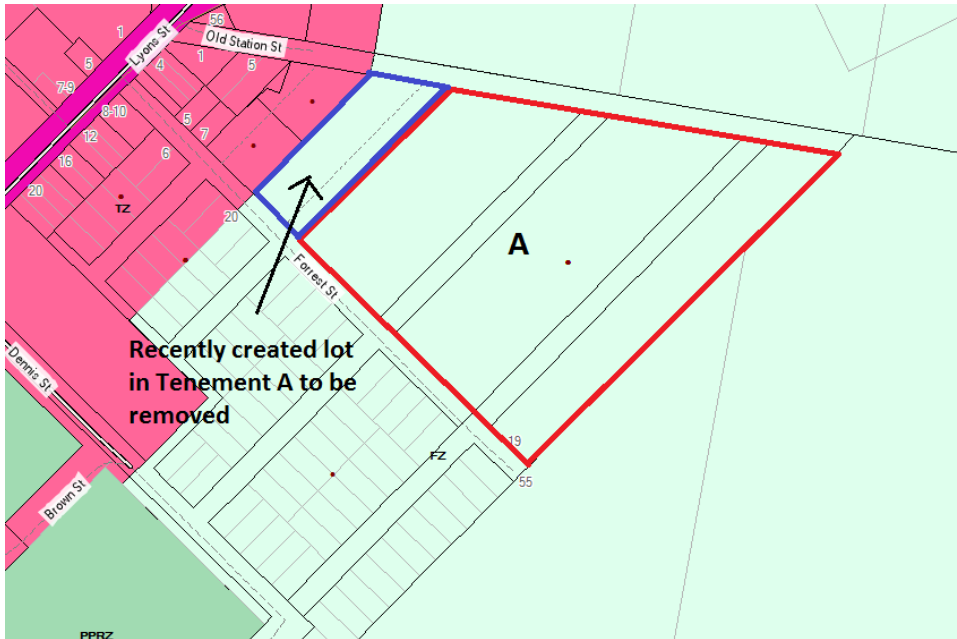 56
1
Lyons St
Old Station St
5
4
1
5
7-9
8-10
5
12
7
16
6
20
TZ
20
A
Forrest St
Recently created lot
in Tenement A to be
removed
Dennis St
19
FZ
55
Brown St
PPRZ